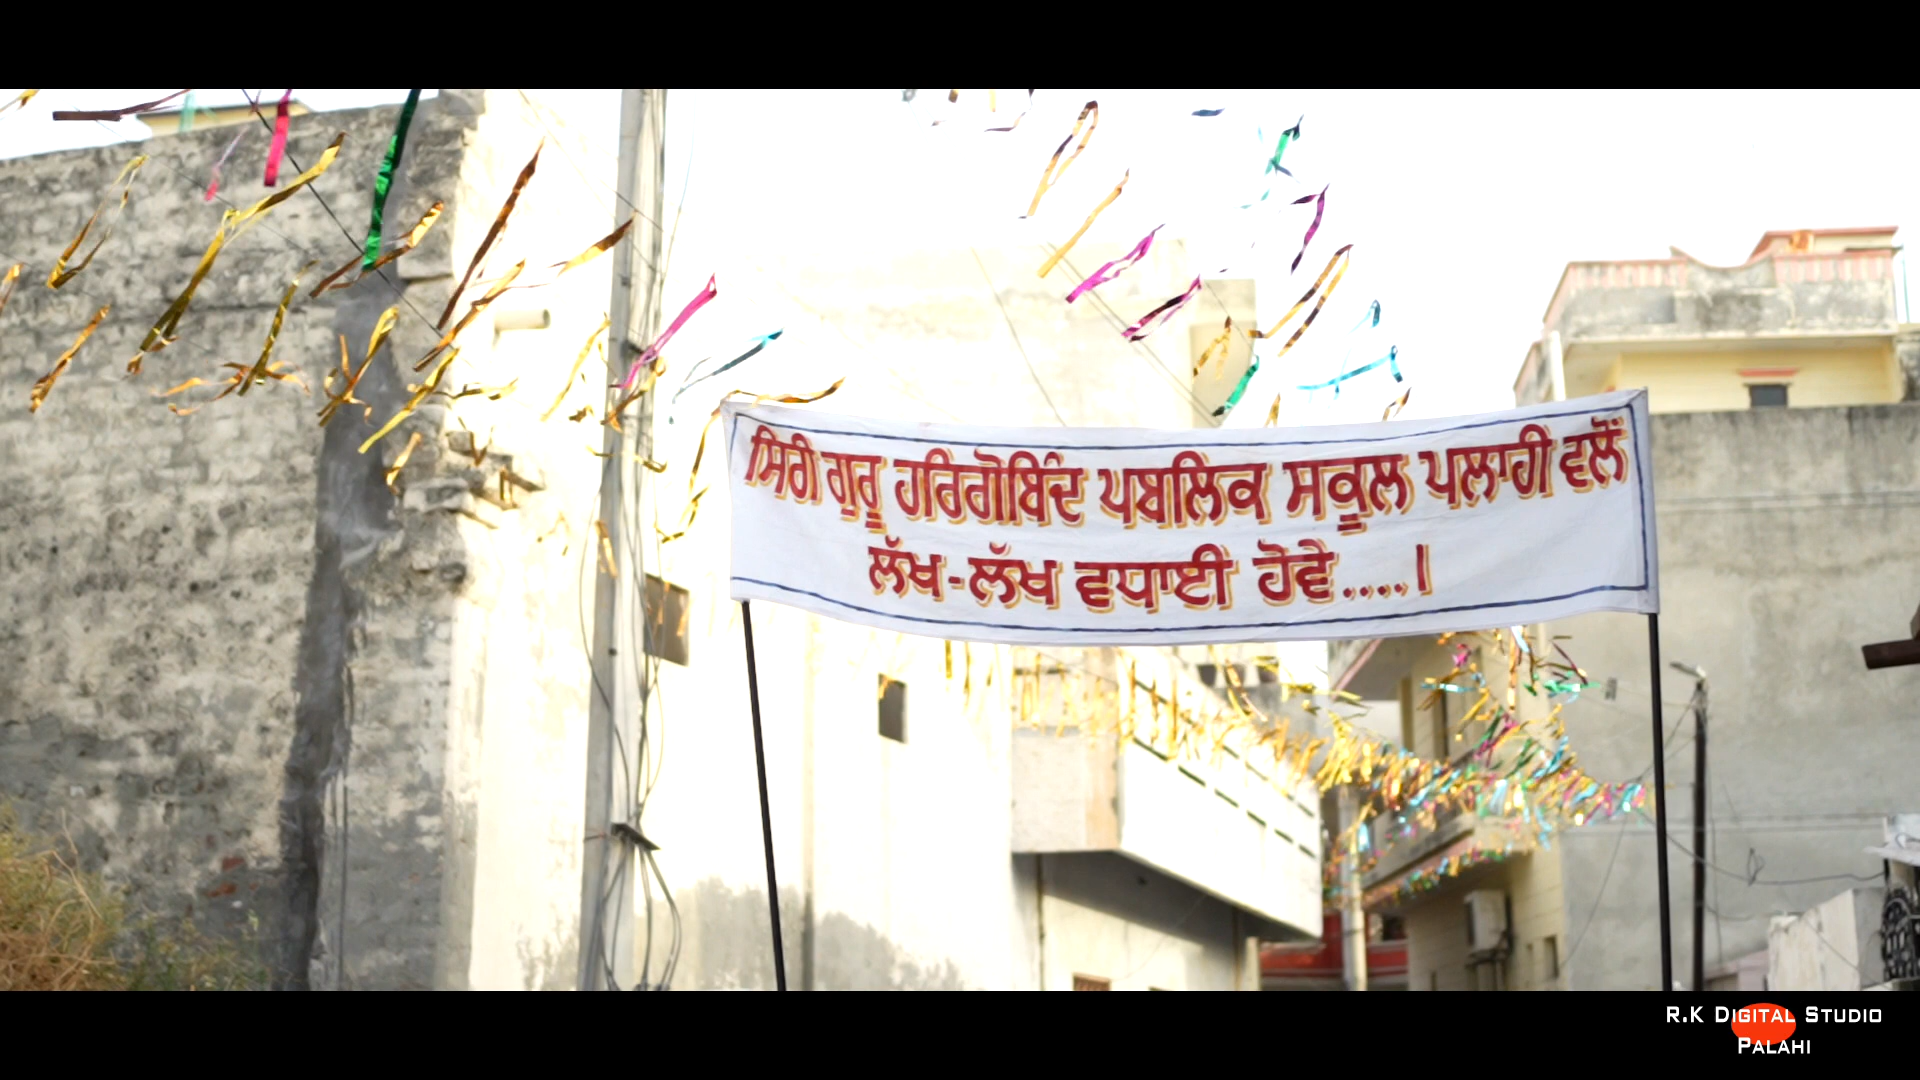 ਸਿਰੀ ਗੁਰੂ ਹਰਿਗੋਬਿੰਦ ਪਬਲਿਕ ਸਕੂਲ ਪਲਾਹੀ ਵਲੋਂ
ਲੱਖ-ਲੱਖ ਵਧਾਈ ਹੋਵੇ....।
R.K DIGITAL STUDIO
PALAHI